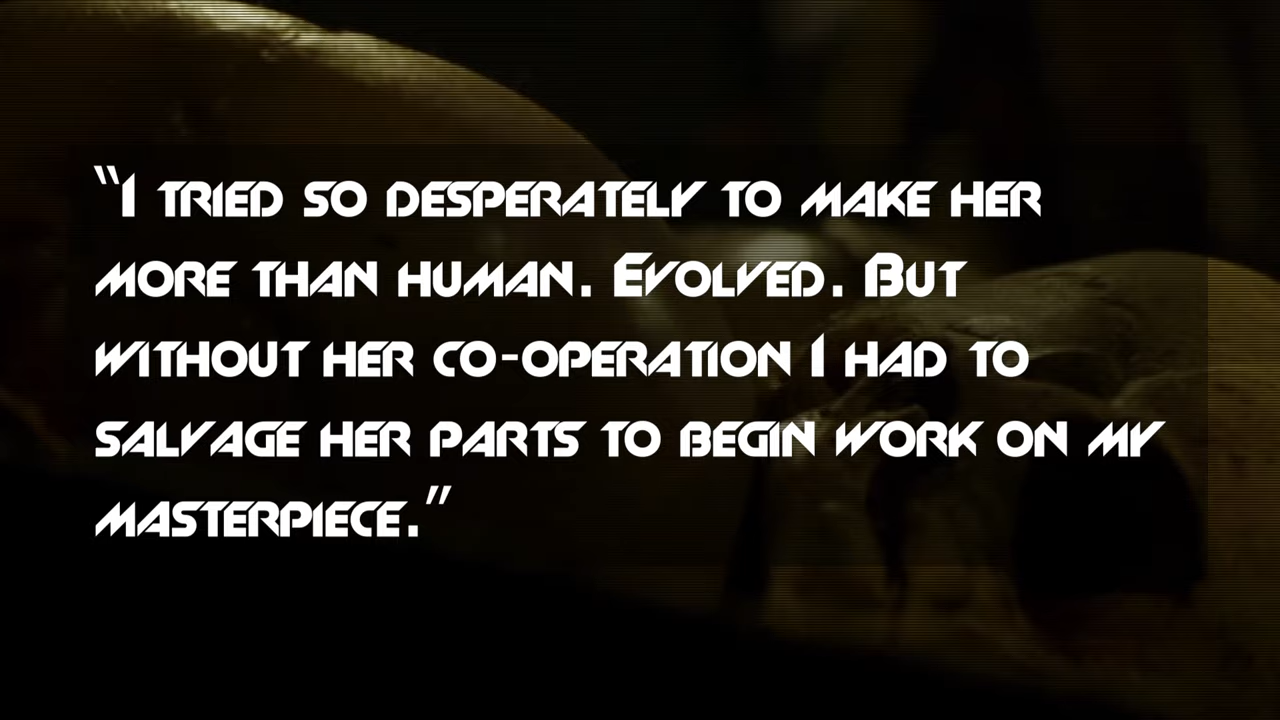 “I tried so desperately to make her
more than human. Evolved. But
without her co-operation I had to
salvage her parts to begin work on my
masterpiece.”